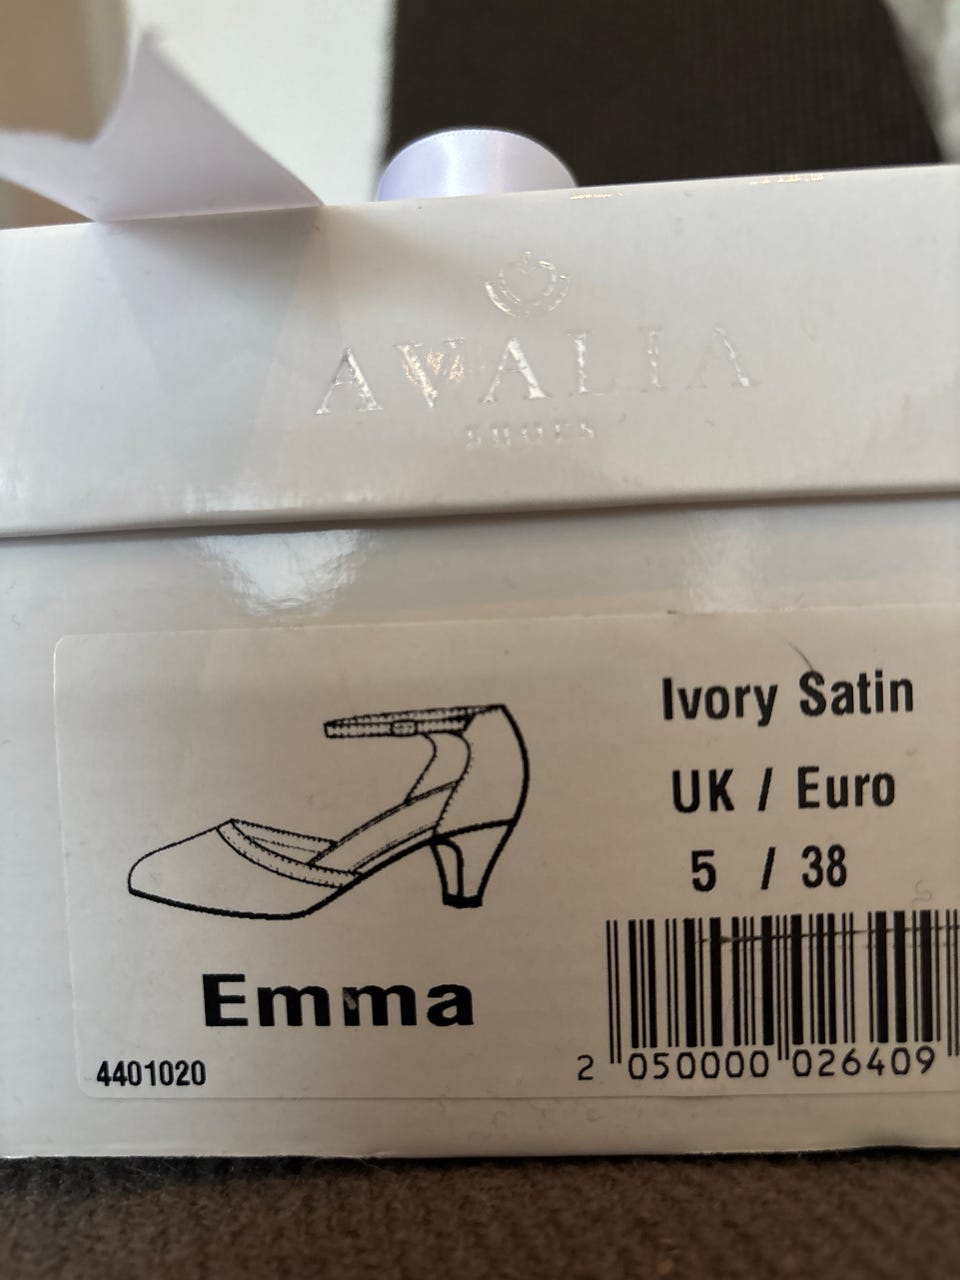 AVALIA
SHOES
Ivory Satin
UK / Euro
5 / 38
Emma
4401020
2 050000 026409